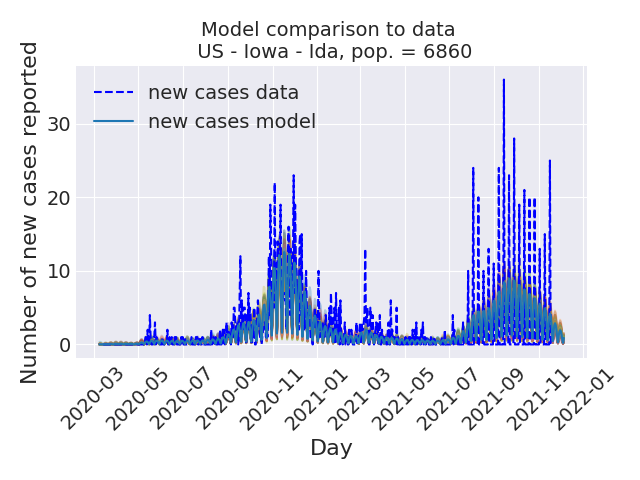 Model comparison to data
US - Iowa - Ida, pop. = 6860
Number of new cases reported
new cases data
new cases model
30
20
10
0
2020-03
2020-05
2020-07
2020-09
2020-11
2021-01
2021-03
2021-05
2021-07
2021-09
2021-11
2022-01
Day